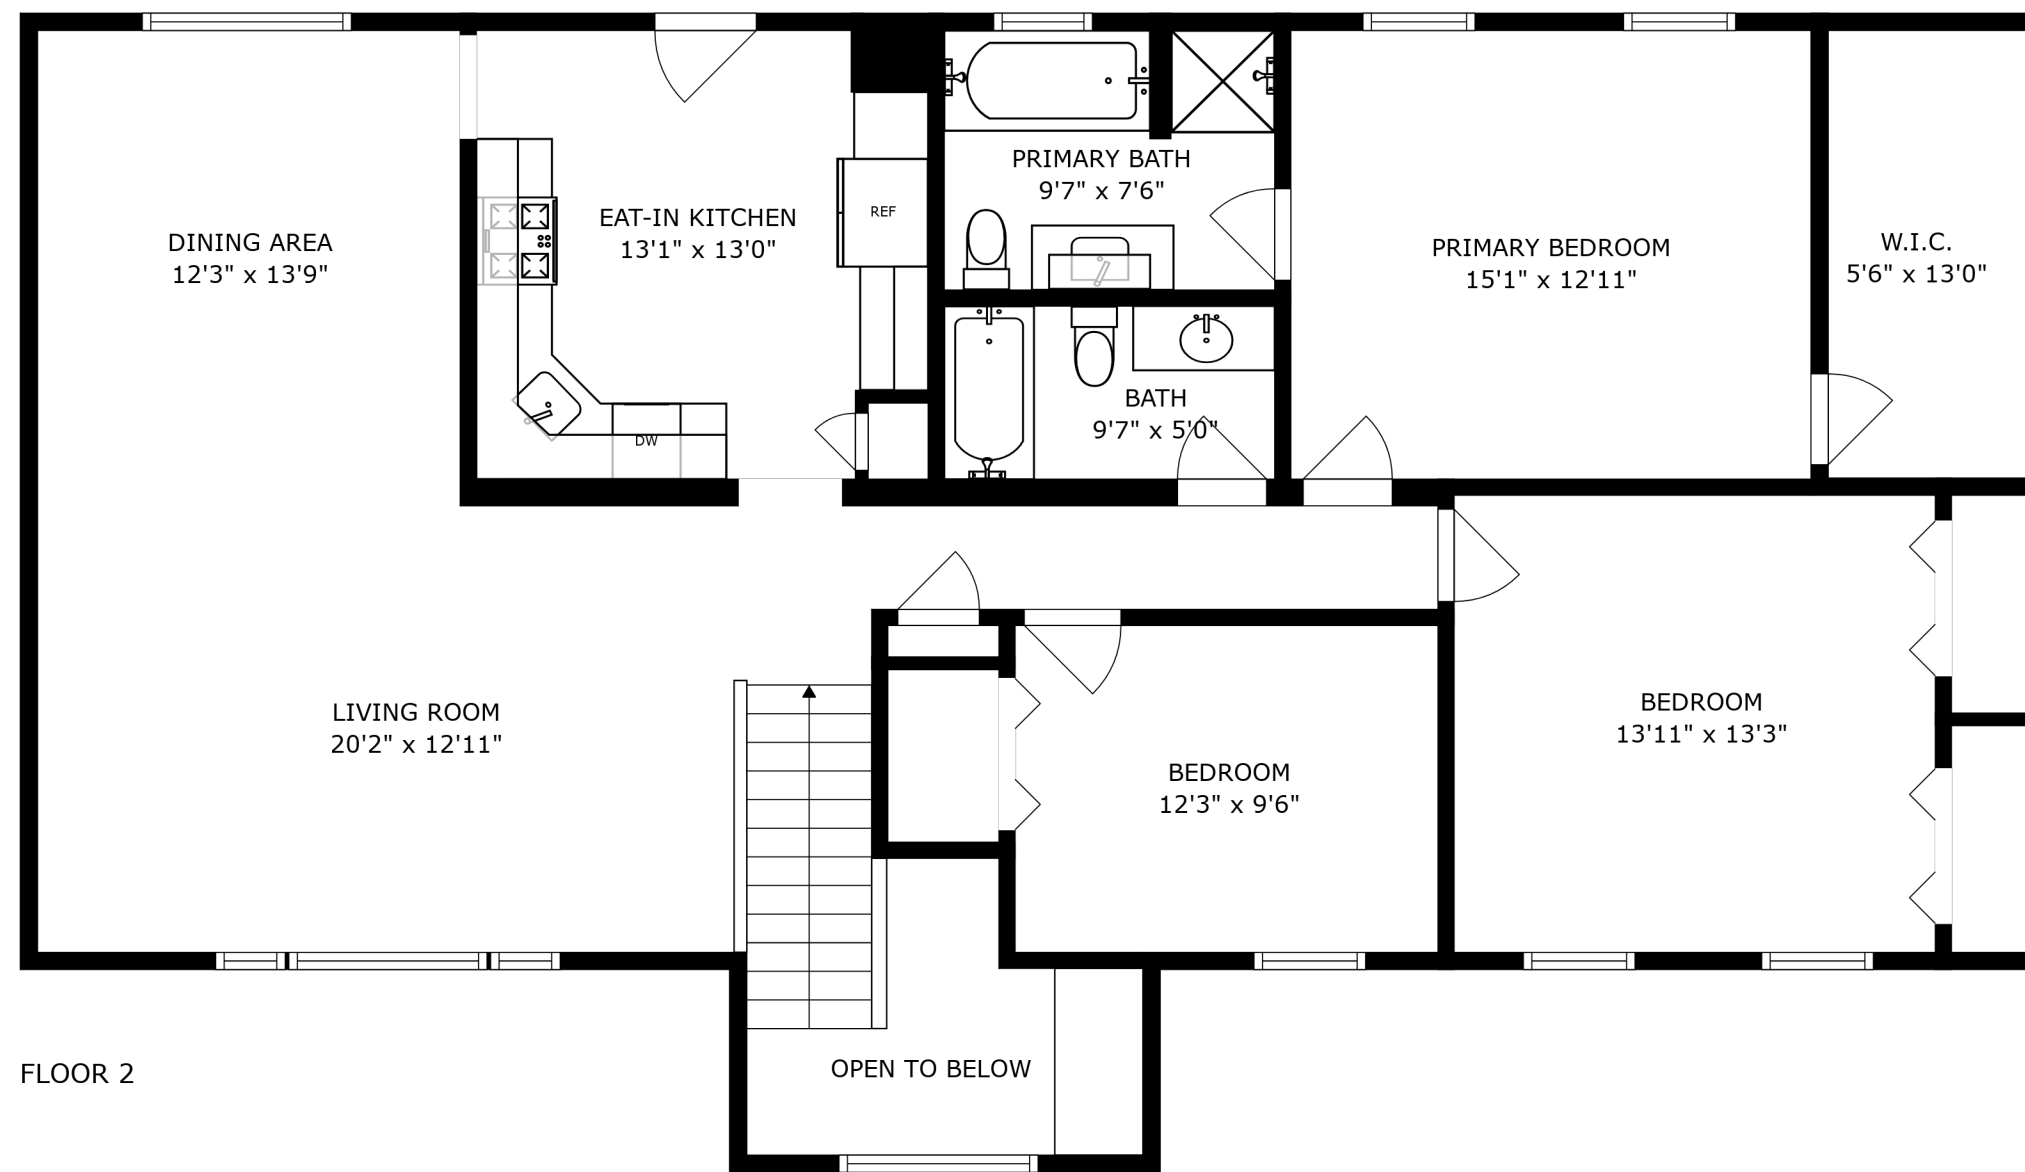 DINING AREA
12'3" x 13'9"
EAT-IN KITCHEN
13'1" x 13'0"
REF
DW
PRIMARY BATH
9'7" x 7'6"
BATH
9'7" x 5'0"
PRIMARY BEDROOM
15'1" x 12'11"
W.I.C.
5'6" x 13'0"
LIVING ROOM
20'2" x 12'11"
BEDROOM
12'3" x 9'6"
BEDROOM
13'11" x 13'3"
OPEN TO BELOW
FLOOR 2